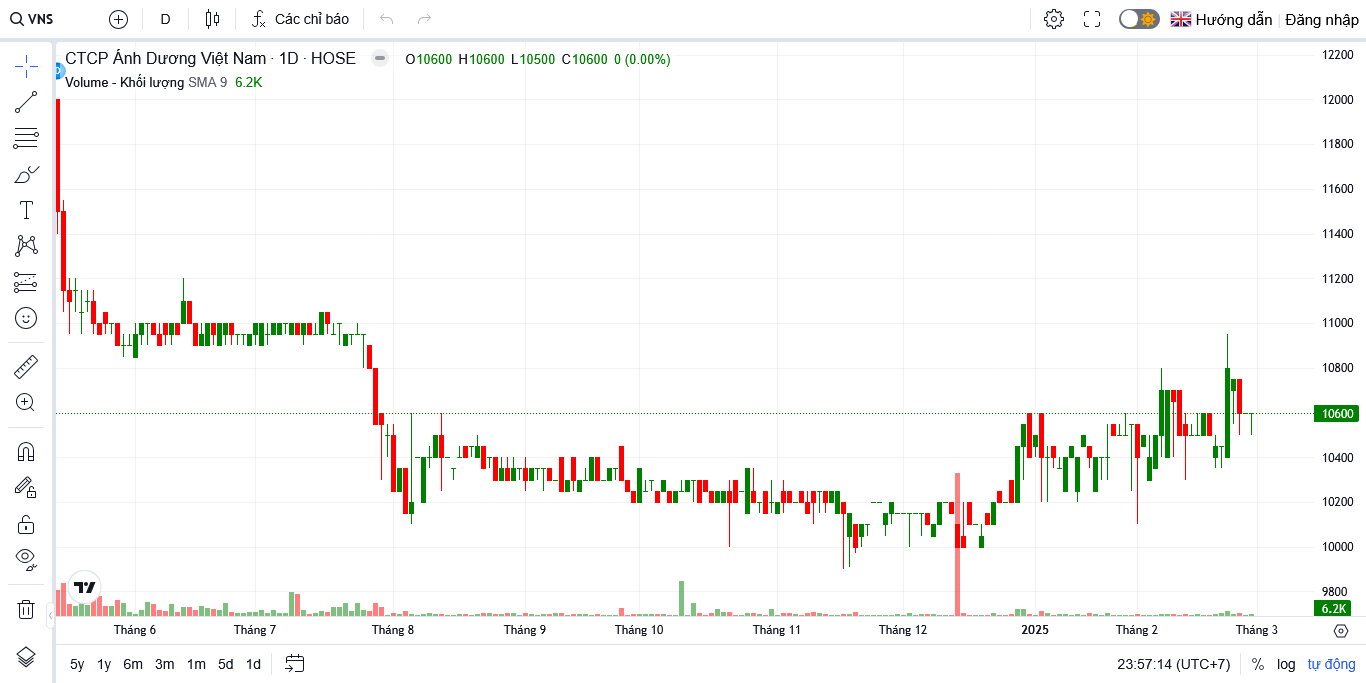 VNS D Các chỉ báo Hướng dẫn Đăng nhập
CTCP Ánh Dương Việt Nam · 1D · HOSE O10600 H10600 L10500 C10600 0 (0.00%)
Volume - Khối lượng SMA 9 6.2K
12200
12000
11800
11600
11400
11200
11000
10800
10600
10400
10200
10000
9800
6.2K
Tháng 6 Tháng 7 Tháng 8 Tháng 9 Tháng 10 Tháng 11 Tháng 12 2025 Tháng 2 Tháng 3
5y 1y 6m 3m 1m 5d 1d 23:57:14 (UTC+7) % log tự động